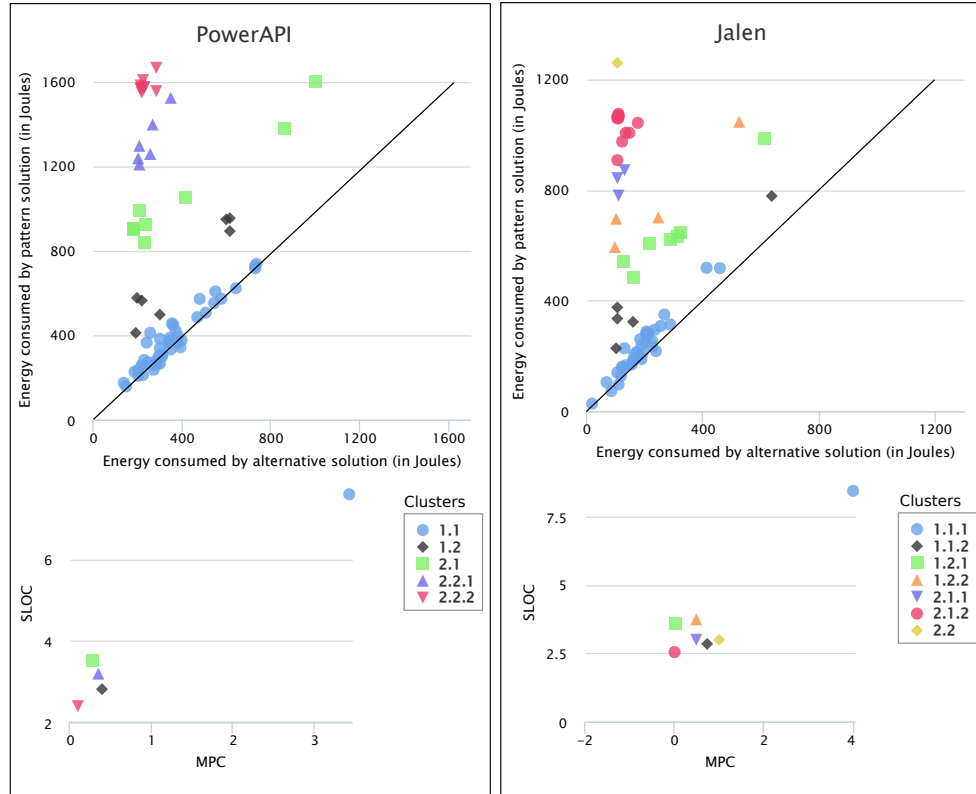 PowerAPI
Energy consumed by pattern solution (in Joules)
1600
1200
800
400
0
0 400 800 1200 1600
Energy consumed by alternative solution (in Joules)
SLOC
6
4
2
0 1 2 3
MPC
Clusters
1.1
1.2
2.1
2.2.1
2.2.2
Jalen
Energy consumed by pattern solution (in Joules)
1200
800
400
0
0 400 800 1200
Energy consumed by alternative solution (in Joules)
SLOC
7.5
5
2.5
0
-2 0 2 4
MPC
Clusters
1.1.1
1.1.2
1.2.1
1.2.2
2.1.1
2.1.2
2.2